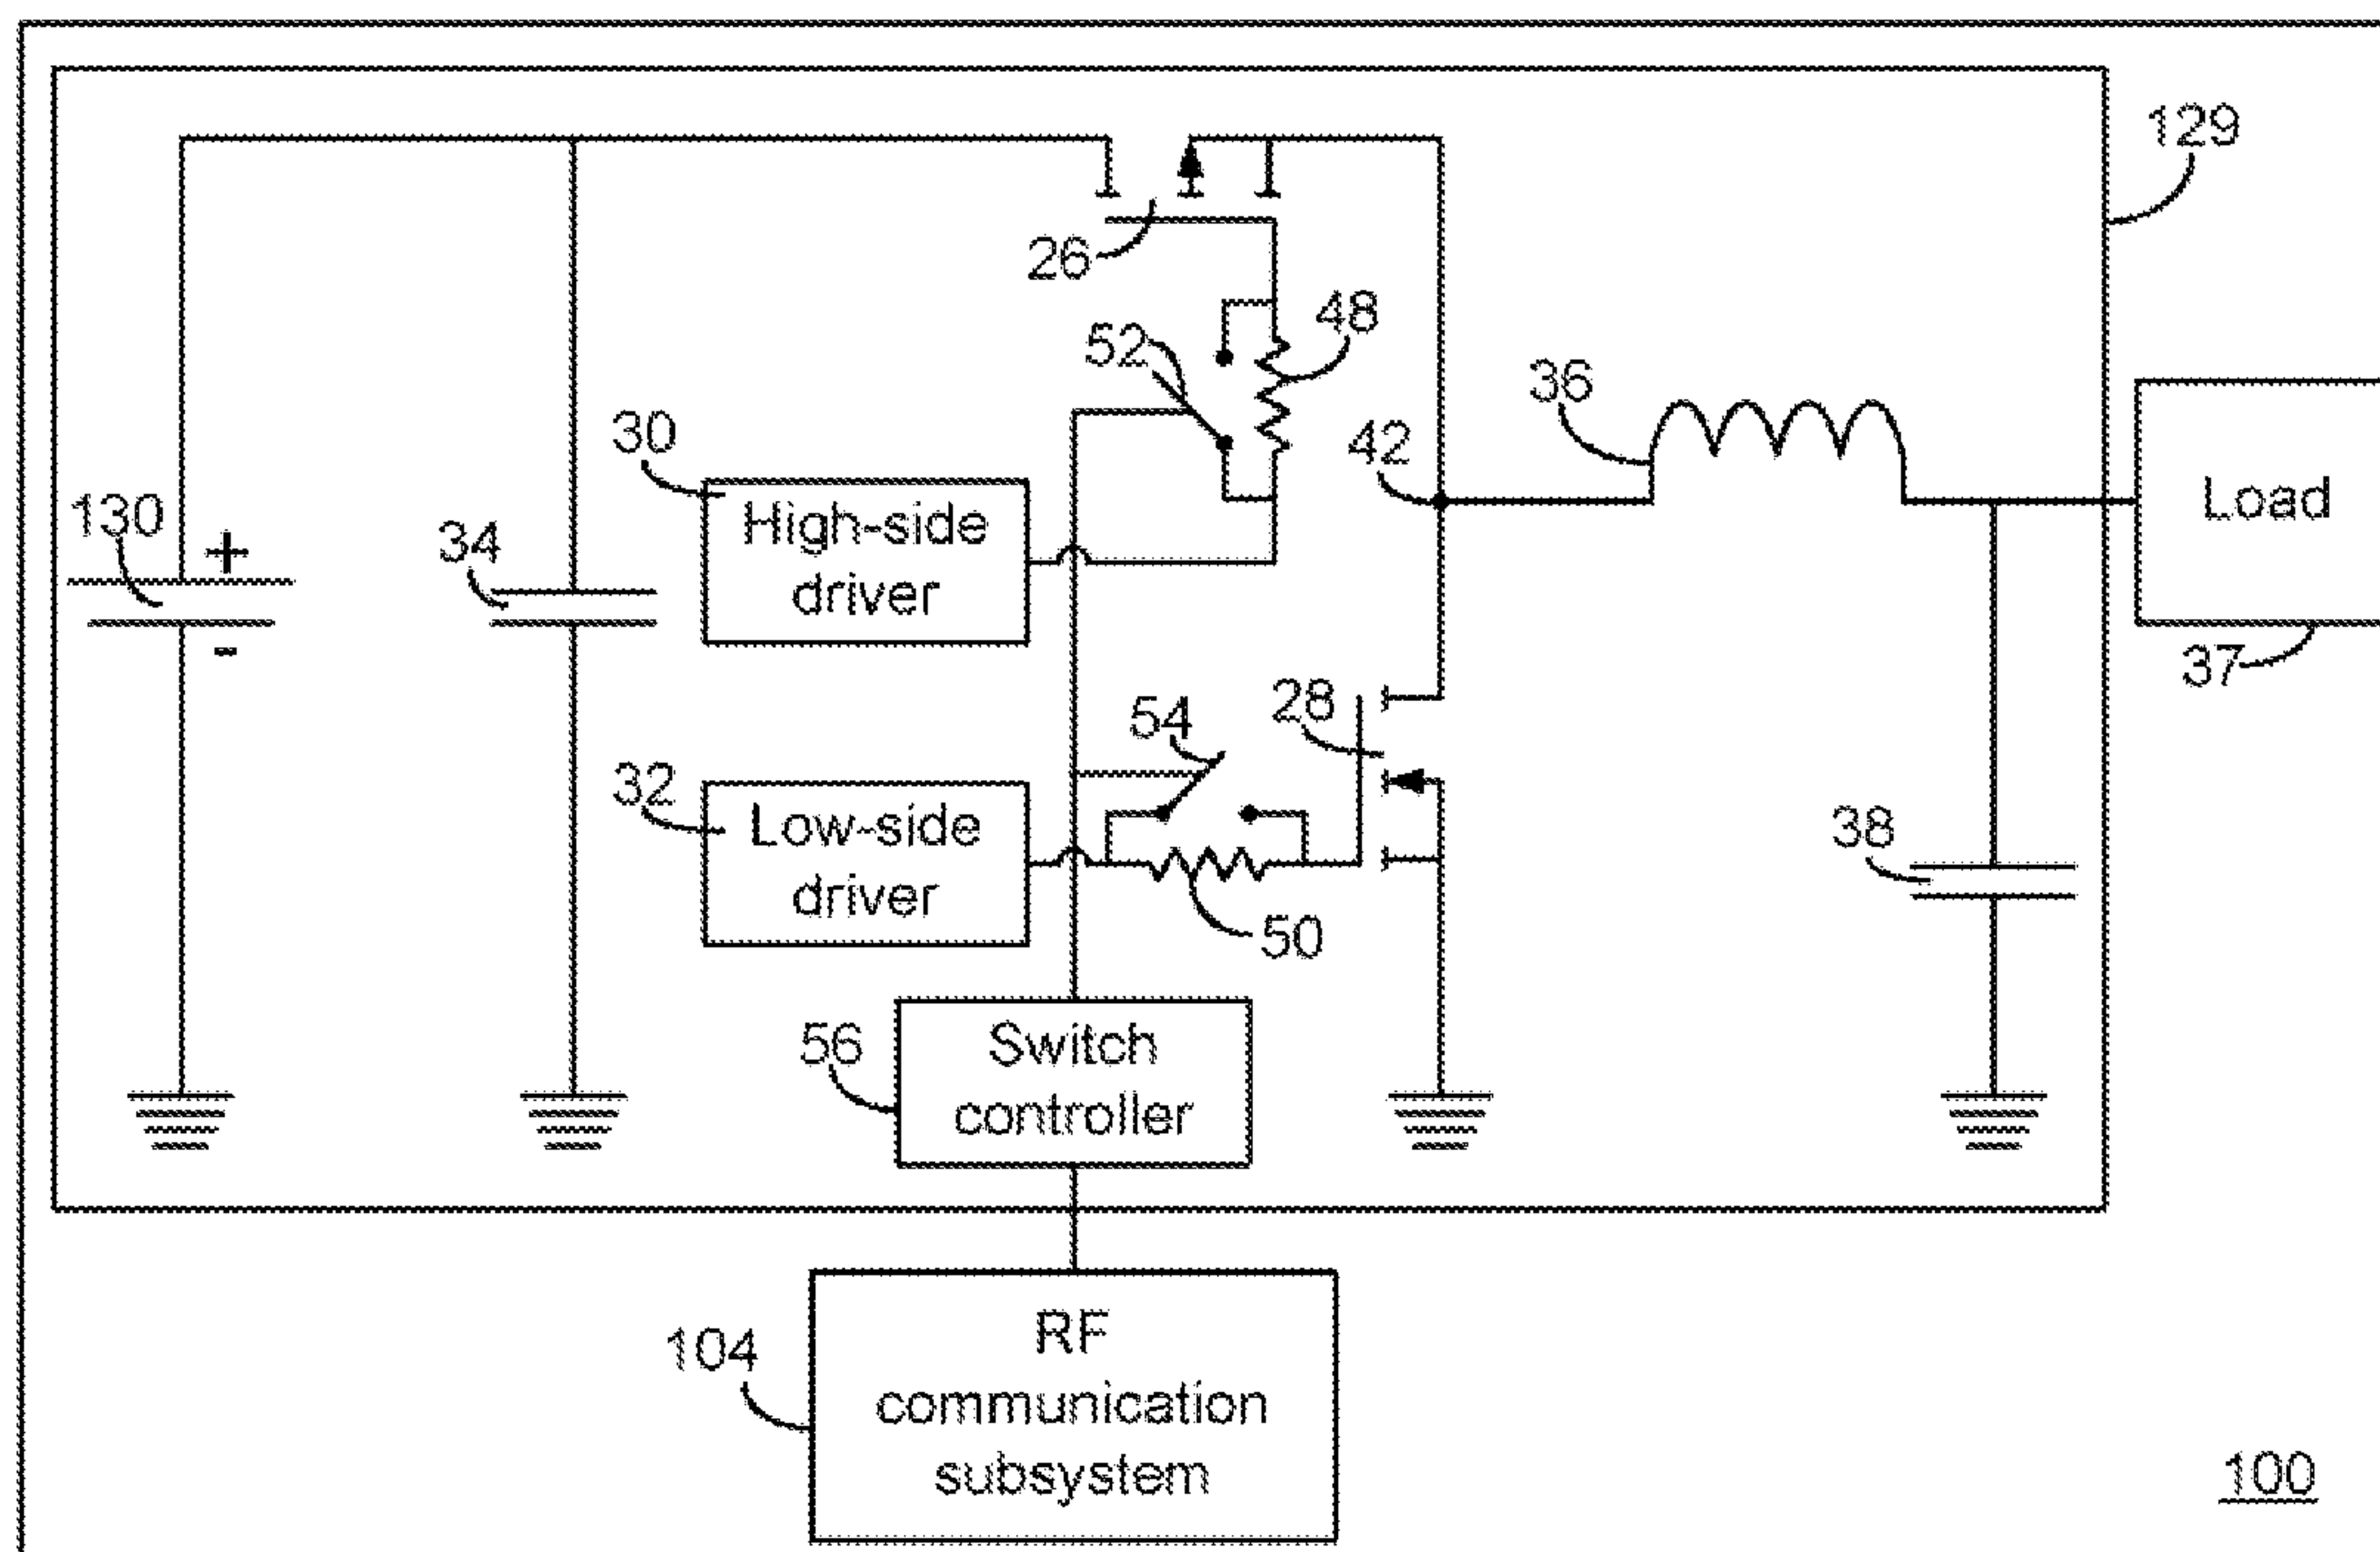 129
26
48
52
36
30
42
High-side
driver
130
+
-
34
Load
37
54
28
32
Low-side
driver
38
50
56
Switch
controller
104
RF
communication
subsystem
100